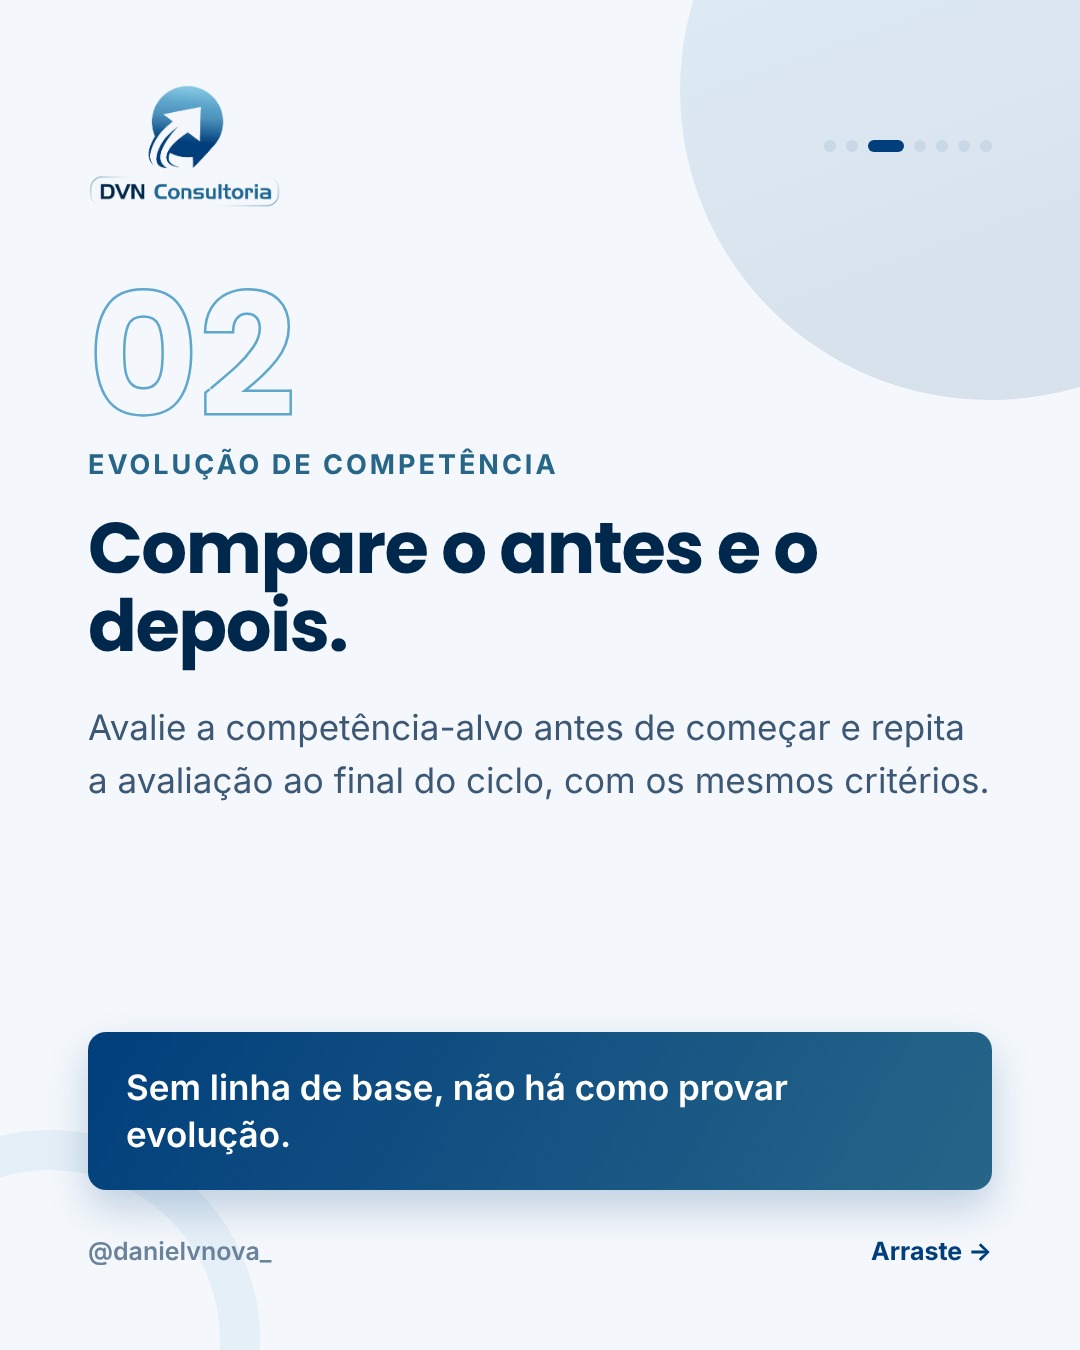 DVN Consultoria
02
EVOLUÇÃO DE COMPETÊNCIA
Compare o antes e o
depois.
Avalie a competência-alvo antes de começar e repita
a avaliação ao final do ciclo, com os mesmos critérios.
Sem linha de base, não há como provar
evolução.
@danielvnova_
Arraste →